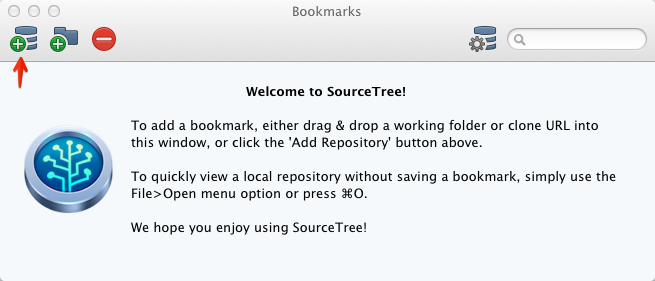 Bookmarks
Welcome to SourceTree!
To add a bookmark, either drag & drop a working folder or clone URL into
this window, or click the 'Add Repository' button above.
To quickly view a local repository without saving a bookmark, simply use the
File>Open menu option or press ⌘O.
We hope you enjoy using SourceTree!